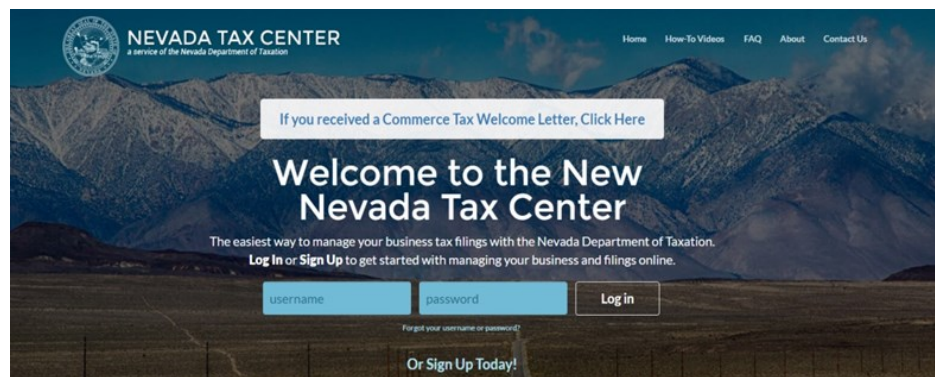 NEVADA TAX CENTER
a service of the Nevada Department of Taxation
Home How-To Videos FAQ About Contact Us
If you received a Commerce Tax Welcome Letter, Click Here
Welcome to the New
Nevada Tax Center
The easiest way to manage your business tax filings with the Nevada Department of Taxation.
Log In or Sign Up to get started with managing your business and filings online.
username password Log in
Forgot your username or password?
Or Sign Up Today!